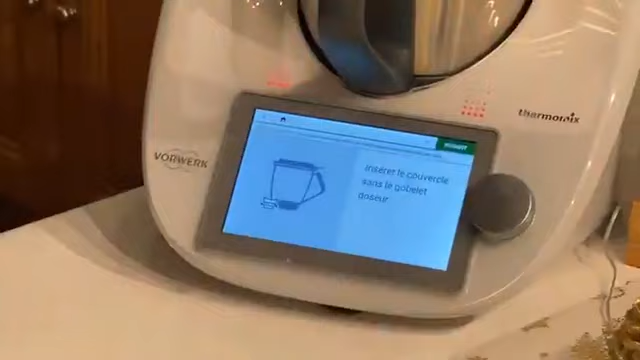 thermomix
VORWERK
Insérer le couvercle
sans le gobelet
doseur